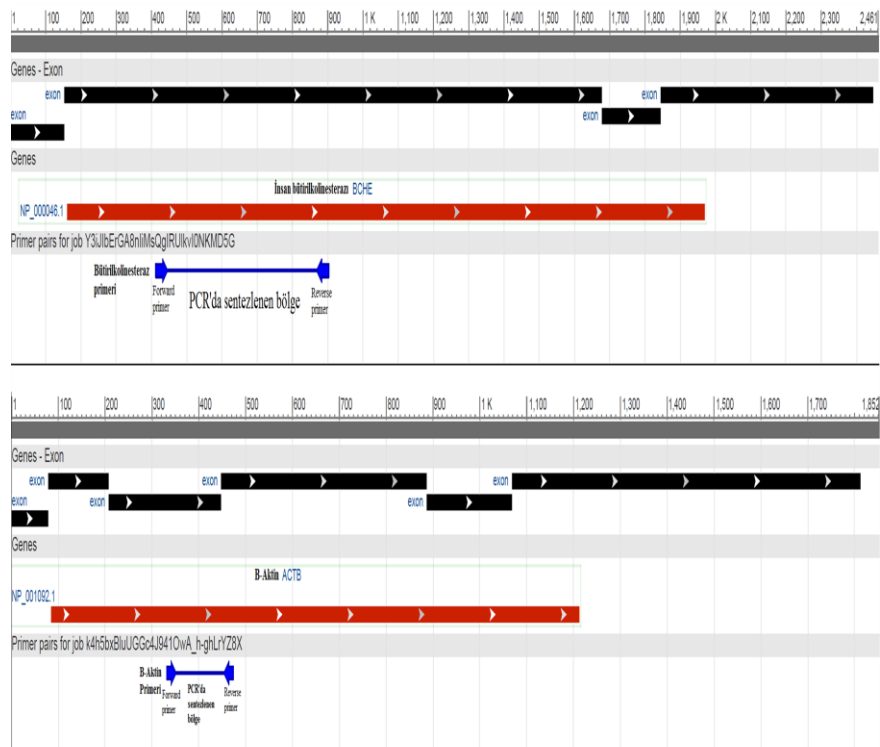 1 100 200 300 400 500 600 700 800 900 1 K 1,100 1,200 1,300 1,400 1,500 1,600 1,700 1,800 1,900 2 K 2,100 2,200 2,300 2,461
Genes - Exon
exon exon
exon exon
Genes
İnsan bütirilkolinesterazı BCHE
NP_000046.1
Primer pairs for job
Bütirilkolinesteraz
primeri
Forward
primer
PCR'da sentezlenen bölge
Reverse
primer
1 100 200 300 400 500 600 700 800 900 1 K 1,100 1,200 1,300 1,400 1,500 1,600 1,700 1,852
Genes - Exon
exon exon exon
exon exon exon
Genes
B-Aktin ACTB
NP_001092.1
Primer pairs for job
B-Aktin
Primeri
Forward
primer
PCR'da
sentezlenen
bölge
Reverse
primer